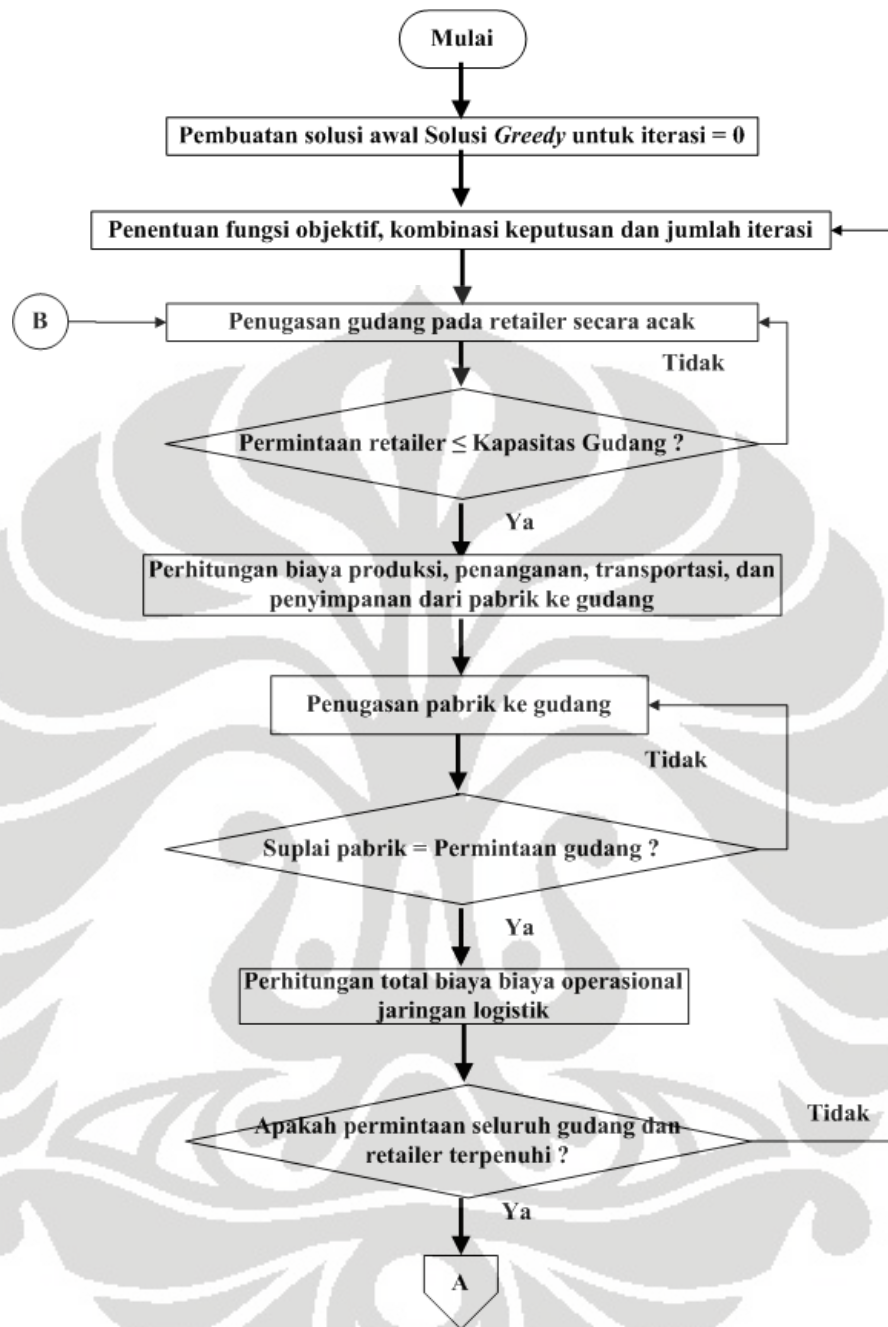 Mulai
Pembuatan solusi awal Solusi Greedy untuk iterasi = 0
Penentuan fungsi objektif, kombinasi keputusan dan jumlah iterasi
B
Penugasan gudang pada retailer secara acak
Tidak
Permintaan retailer ≤ Kapasitas Gudang ?
Ya
Perhitungan biaya produksi, penanganan, transportasi, dan
penyimpanan dari pabrik ke gudang
Penugasan pabrik ke gudang
Tidak
Suplai pabrik = Permintaan gudang ?
Ya
Perhitungan total biaya biaya operasional
jaringan logistik
Tidak
Apakah permintaan seluruh gudang dan
retailer terpenuhi ?
Ya
A